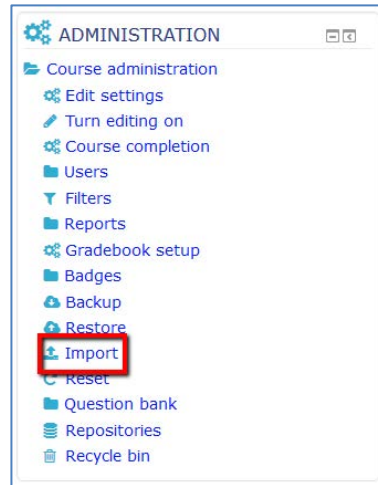 ADMINISTRATION
Course administration
Edit settings
Turn editing on
Course completion
Users
Filters
Reports
Gradebook setup
Badges
Backup
Restore
Import
Reset
Question bank
Repositories
Recycle bin